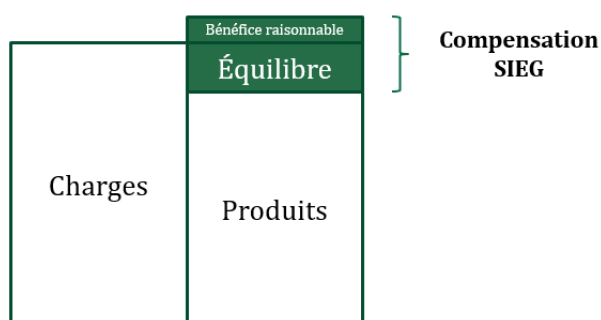 Bénéfice raisonnable
Équilibre
Compensation
SIEG
Charges
Produits